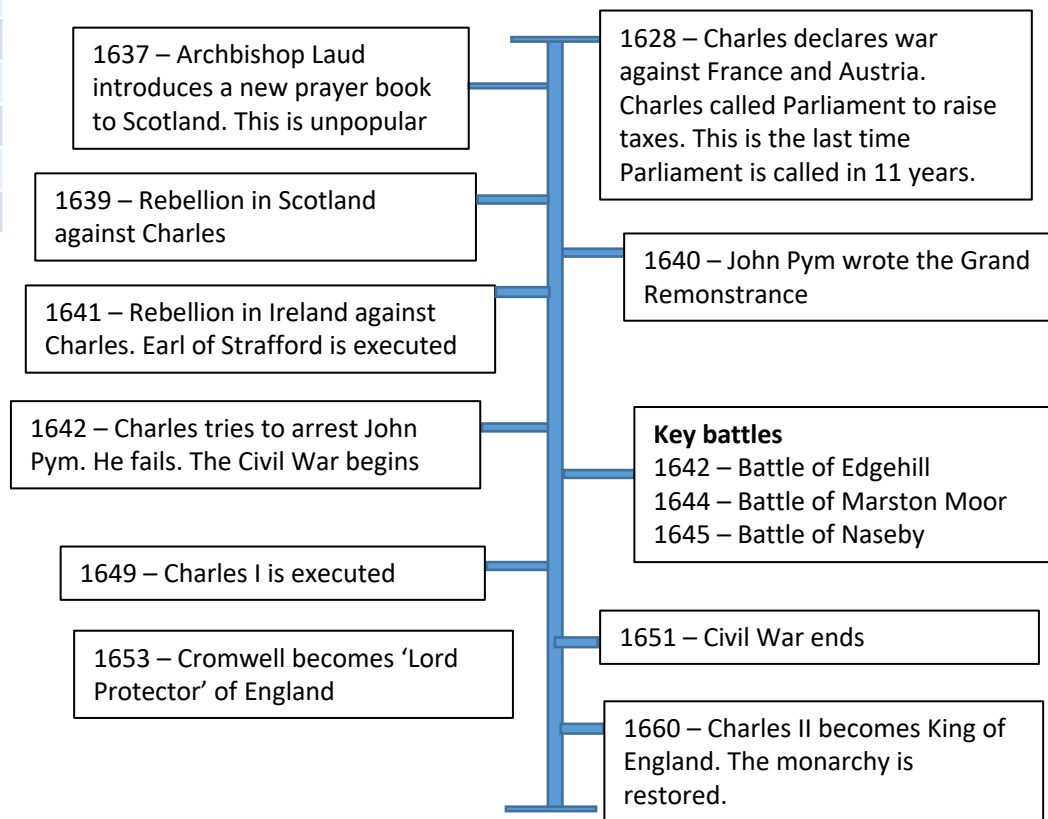 1628 – Charles declares war
against France and Austria.
Charles called Parliament to raise
taxes. This is the last time
Parliament is called in 11 years.
1637 – Archbishop Laud
introduces a new prayer book
to Scotland. This is unpopular
1639 – Rebellion in Scotland
against Charles
1640 – John Pym wrote the Grand
Remonstrance
1641 – Rebellion in Ireland against
Charles. Earl of Strafford is executed
1642 – Charles tries to arrest John
Pym. He fails. The Civil War begins
Key battles
1642 – Battle of Edgehill
1644 – Battle of Marston Moor
1645 – Battle of Naseby
1649 – Charles I is executed
1651 – Civil War ends
1653 – Cromwell becomes ‘Lord
Protector’ of England
1660 – Charles II becomes King of
England. The monarchy is
restored.